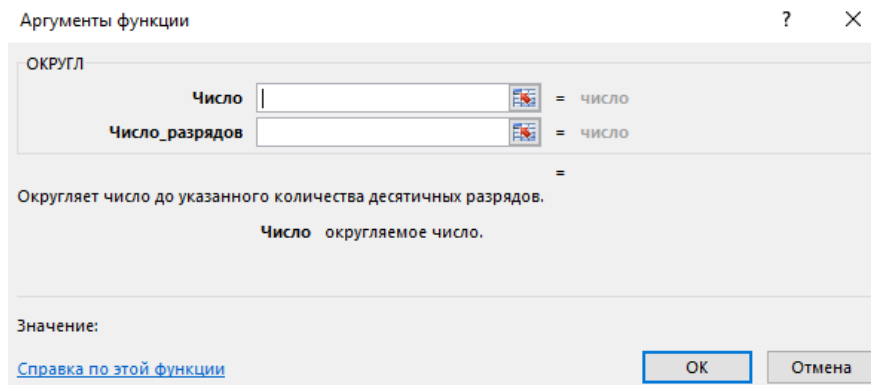 Аргументы функции ? ×
ОКРУГЛ
Число = число
Число_разрядов = число
=
Округляет число до указанного количества десятичных разрядов.
Число округляемое число.
Значение:
Справка по этой функции ОК Отмена